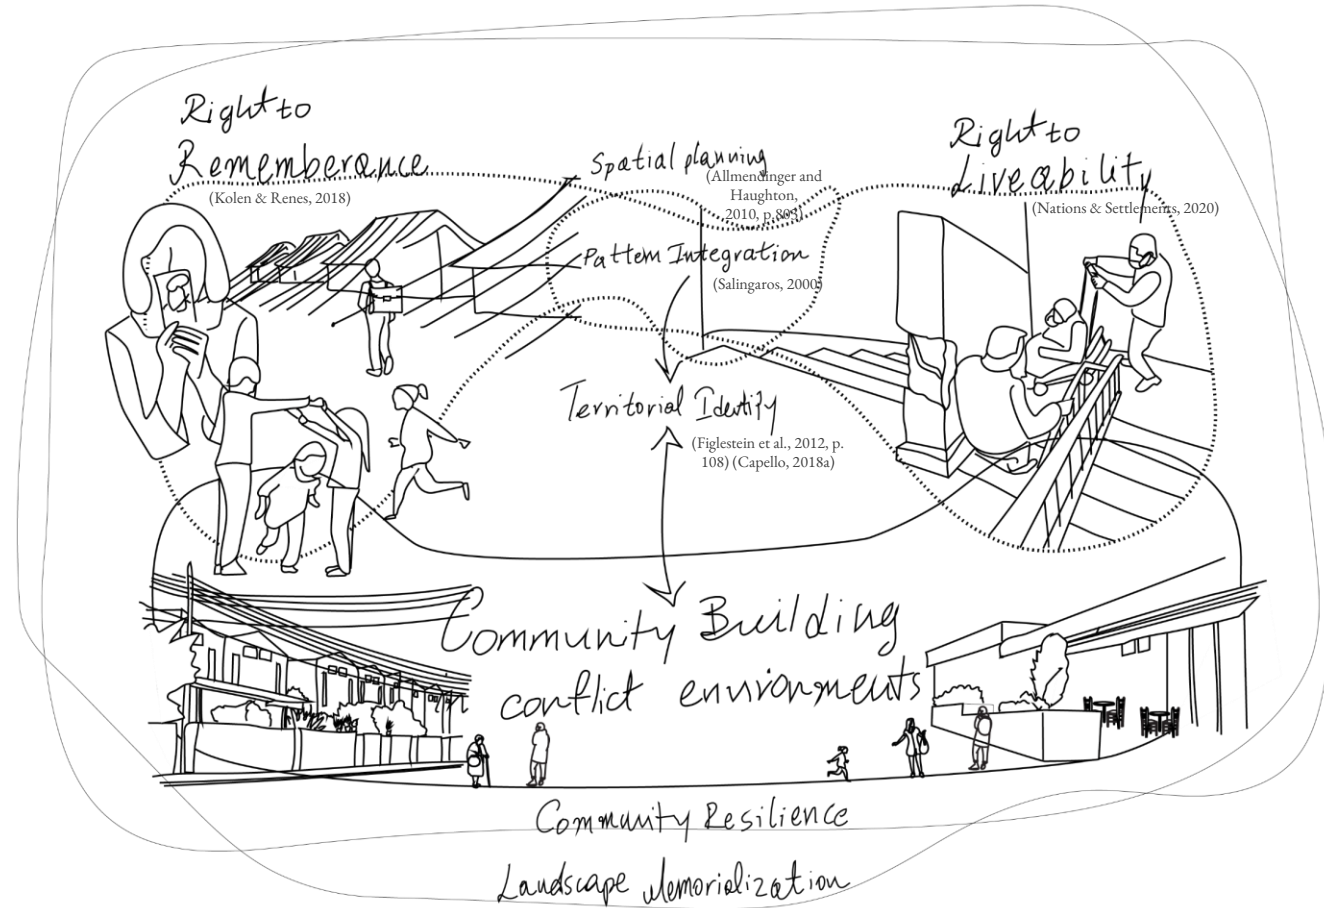 Right to
Rememberance
(Kolen & Renes, 2018)
Spatial planning
(Allmendinger and
Haughton,
2010, p.803)
Pattern Integration
(Salingaros, 2000)
Right to
Liveability
(Nations & Settlements, 2020)
Territorial Identify
(Figlestein et al., 2012, p.
108) (Capello, 2018a)
Community Building
in conflict environments
Community Resilience
Landscape Memorialization